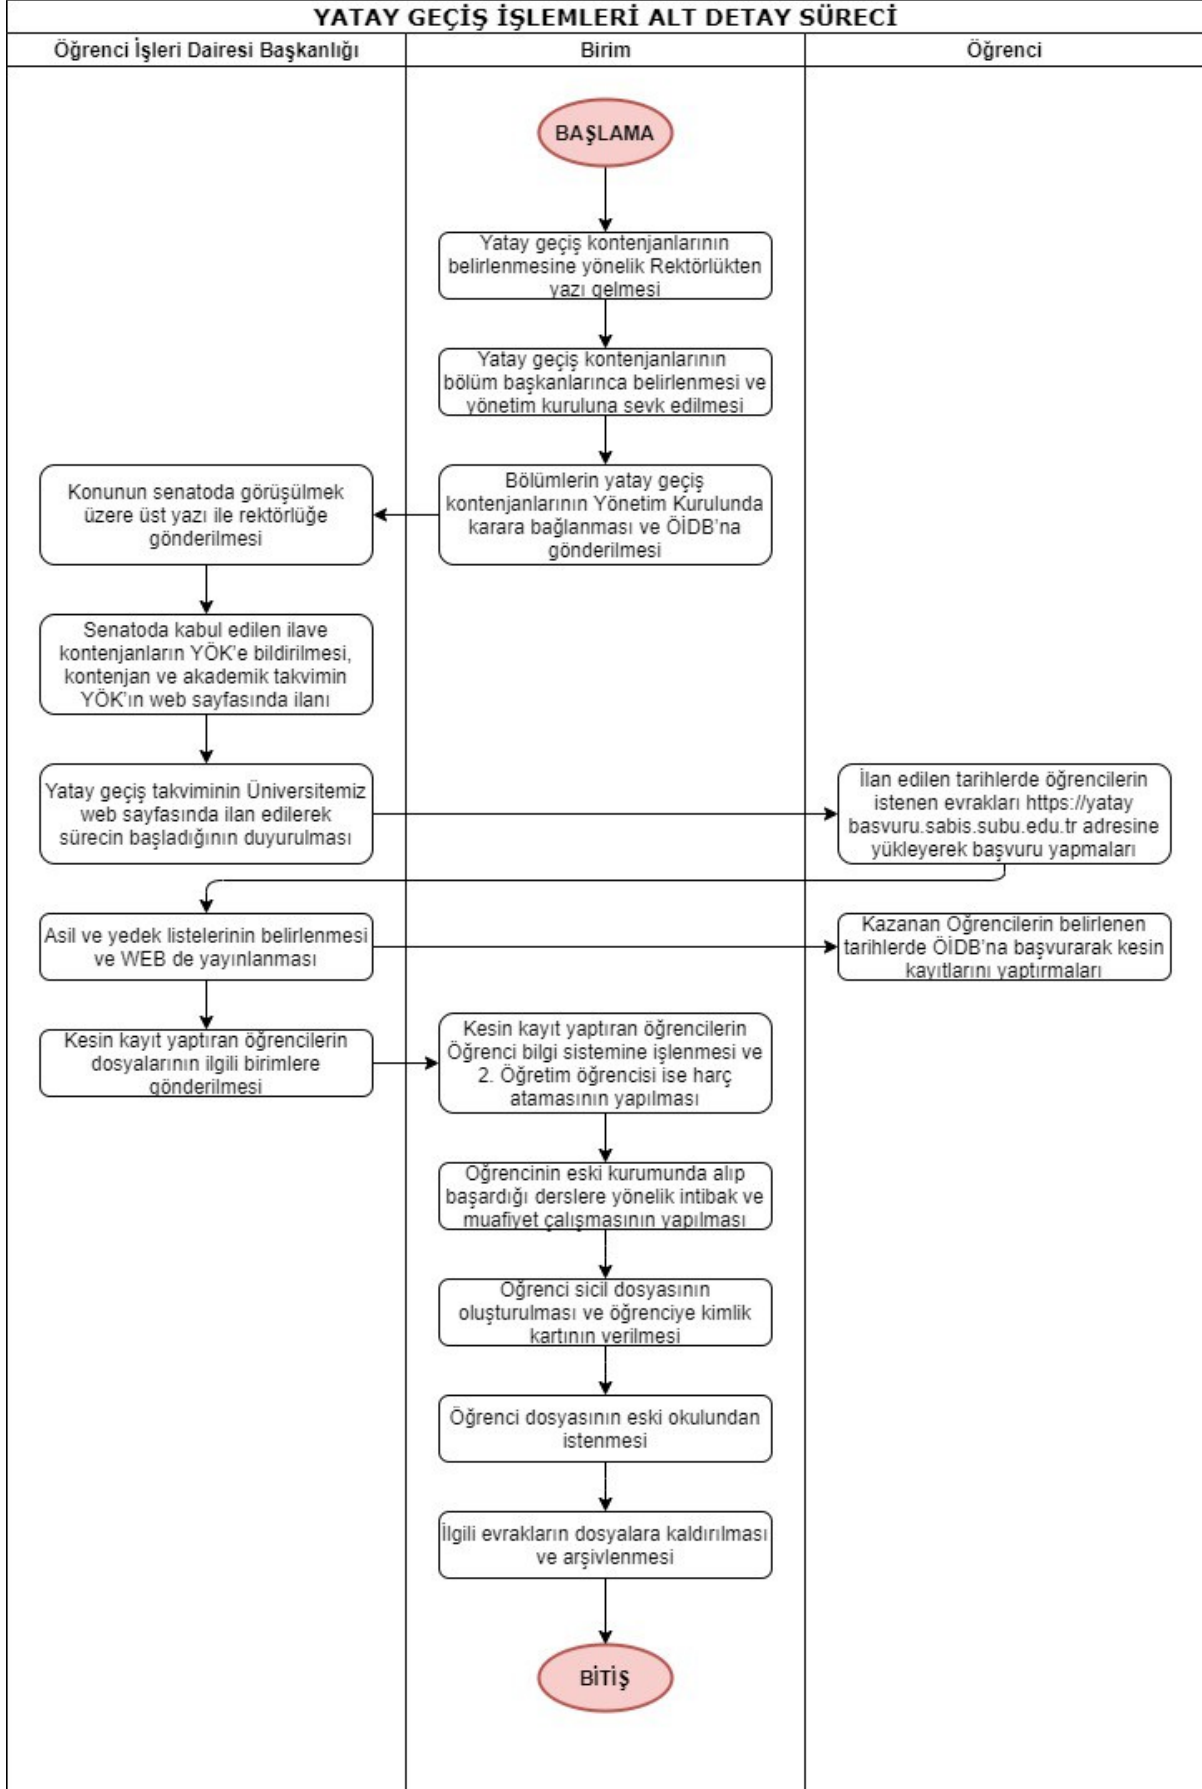 YATAY GEÇİŞ İŞLEMLERİ ALT DETAY SÜRECİ
Öğrenci İşleri Dairesi Başkanlığı
Birim
Öğrenci
BAŞLAMA
Yatay geçiş kontenjanlarının
belirlenmesine yönelik Rektörlükten
yazı gelmesi
Yatay geçiş kontenjanlarının
bölüm başkanlarınca belirlenmesi ve
yönetim kuruluna sevk edilmesi
Bölümlerin yatay geçiş
kontenjanlarının Yönetim Kurulunda
karara bağlanması ve ÖİDB'na
gönderilmesi
Konunun senatoda görüşülmek
üzere üst yazı ile rektörlüğe
gönderilmesi
Senatoda kabul edilen ilave
kontenjanların YÖK'e bildirilmesi,
kontenjan ve akademik takvimin
YÖK'ın web sayfasında ilanı
Yatay geçiş takviminin Üniversitemiz
web sayfasında ilan edilerek
sürecin başladığının duyurulması
İlan edilen tarihlerde öğrencilerin
istenen evrakları https://yatay
basvuru.sabis.subu.edu.tr adresine
yükleyerek başvuru yapmaları
Asil ve yedek listelerinin belirlenmesi
ve WEB de yayınlanması
Kazanan Öğrencilerin belirlenen
tarihlerde ÖİDB'na başvurarak kesin
kayıtlarını yaptırmaları
Kesin kayıt yaptıran öğrencilerin
dosyalarının ilgili birimlere
gönderilmesi
Kesin kayıt yaptıran öğrencilerin
Öğrenci bilgi sistemine işlenmesi ve
2. Öğretim öğrencisi ise harç
atamasının yapılması
Öğrencinin eski kurumunda alıp
başardığı derslere yönelik intibak ve
muafiyet çalışmasının yapılması
Öğrenci sicil dosyasının
oluşturulması ve öğrenciye kimlik
kartının verilmesi
Öğrenci dosyasının eski okulundan
istenmesi
İlgili evrakların dosyalara kaldırılması
ve arşivlenmesi
BİTİŞ